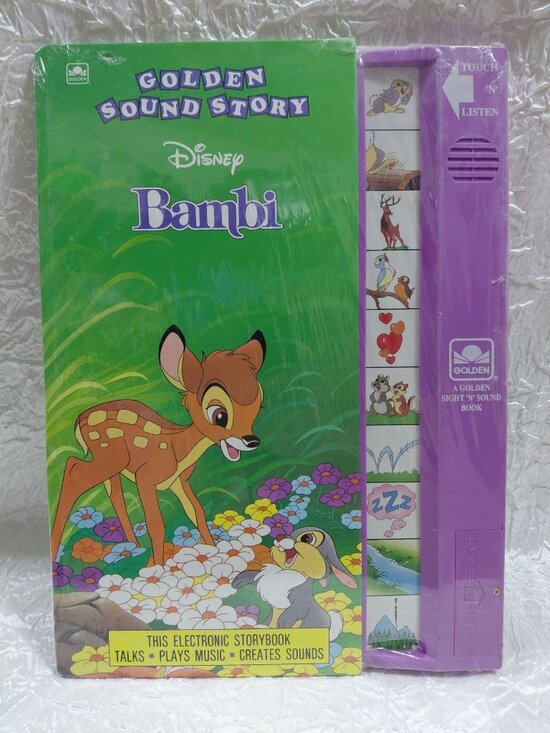 GOLDEN
GOLDEN
SOUND STORY
Disney
Bambi
THIS ELECTRONIC STORYBOOK
TALKS ▪ PLAYS MUSIC ▪ CREATES SOUNDS
TOUCH
'N'
LISTEN
ZZZ
GOLDEN®
A GOLDEN
SIGHT 'N' SOUND
BOOK